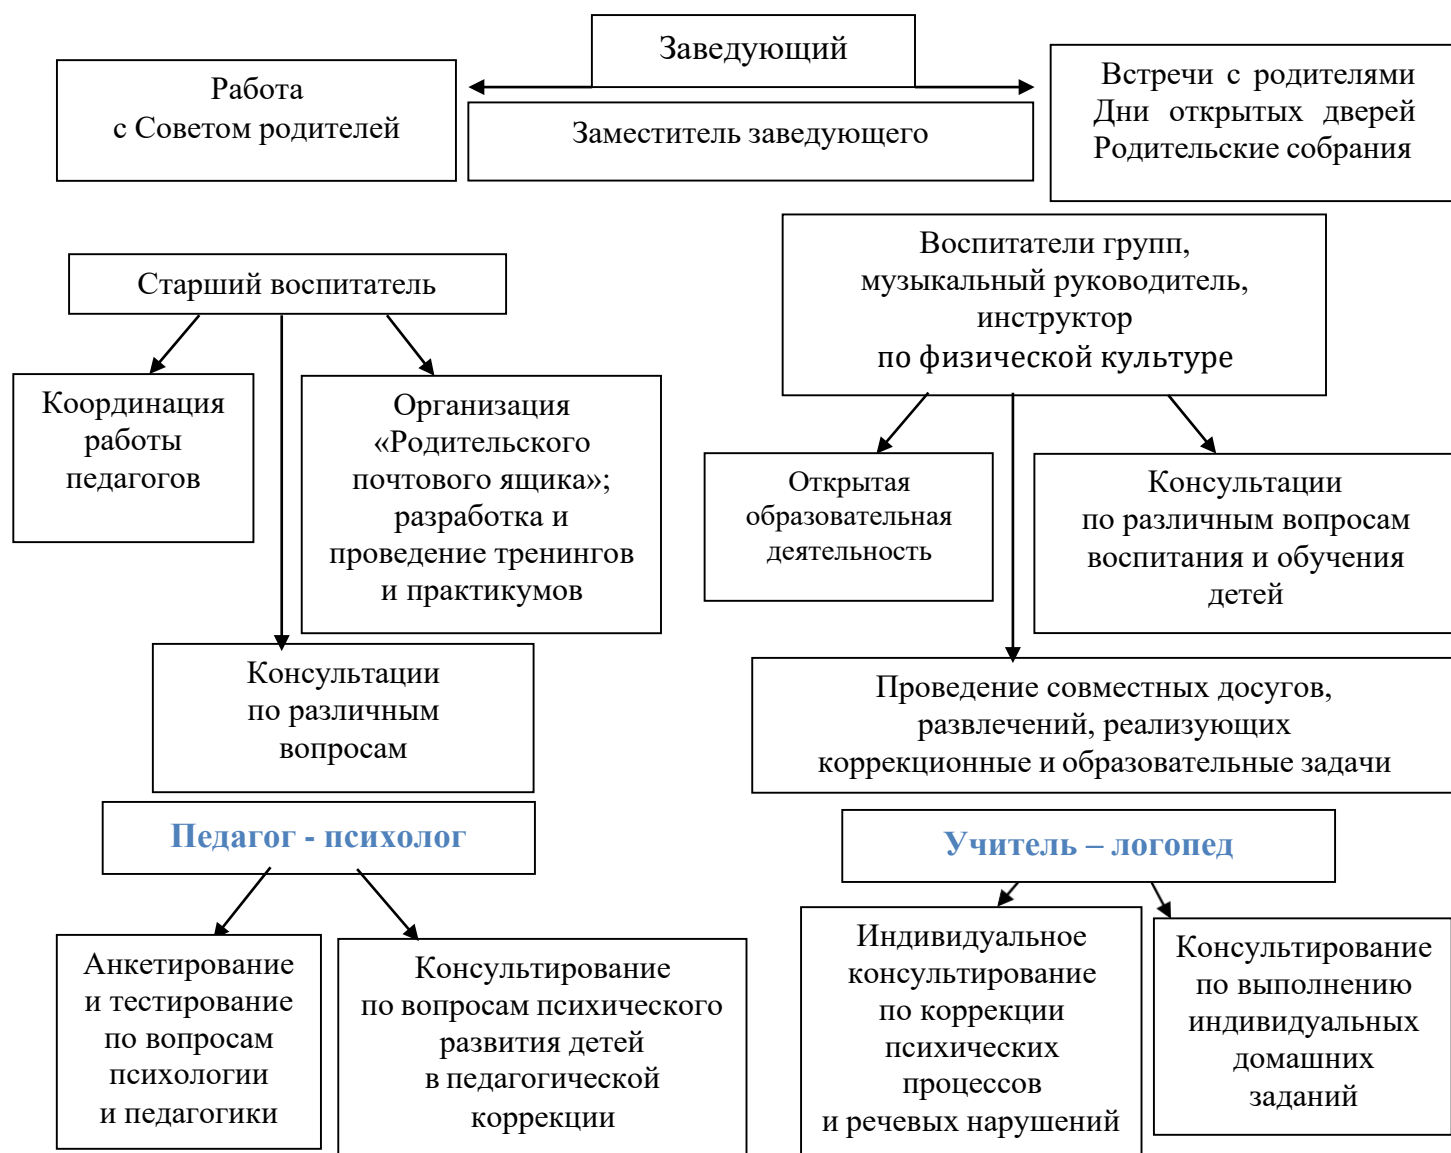 Заведующий
Работа
с Советом родителей
Заместитель заведующего
Встречи с родителями
Дни открытых дверей
Родительские собрания
Старший воспитатель
Воспитатели групп,
музыкальный руководитель,
инструктор
по физической культуре
Координация
работы
педагогов
Организация
«Родительского
почтового ящика»;
разработка и
проведение тренингов
и практикумов
Открытая
образовательная
деятельность
Консультации
по различным вопросам
воспитания и обучения
детей
Консультации
по различным
вопросам
Проведение совместных досугов,
развлечений, реализующих
коррекционные и образовательные задачи
Педагог - психолог
Учитель – логопед
Анкетирование
и тестирование
по вопросам
психологии
и педагогики
Консультирование
по вопросам психического
развития детей
в педагогической
коррекции
Индивидуальное
консультирование
по коррекции
психических
процессов
и речевых нарушений
Консультирование
по выполнению
индивидуальных
домашних
заданий